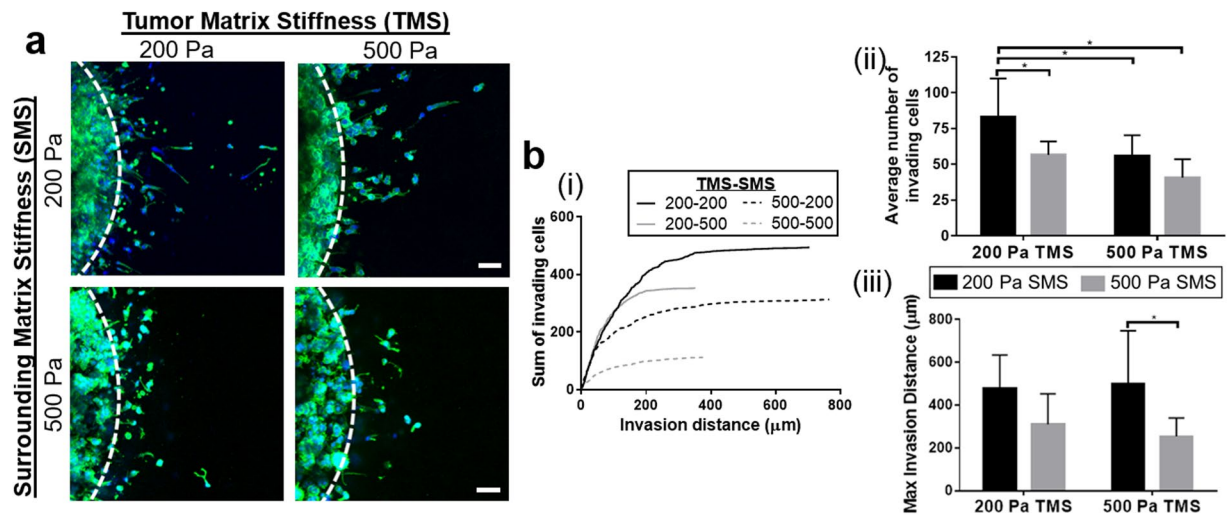 Tumor Matrix Stiffness (TMS)
a
200 Pa
500 Pa
Surrounding Matrix Stiffness (SMS)
200 Pa
500 Pa
b
(i)
TMS-SMS
200-200
500-200
200-500
500-500
Sum of invading cells
600
400
200
0
0
200
400
600
800
Invasion distance (μm)
(ii)
Average number of
invading cells
125
100
75
50
25
0
*
*
*
200 Pa TMS
500 Pa TMS
(iii)
200 Pa SMS
500 Pa SMS
Max Invasion Distance (μm)
800
600
400
200
0
*
200 Pa TMS
500 Pa TMS